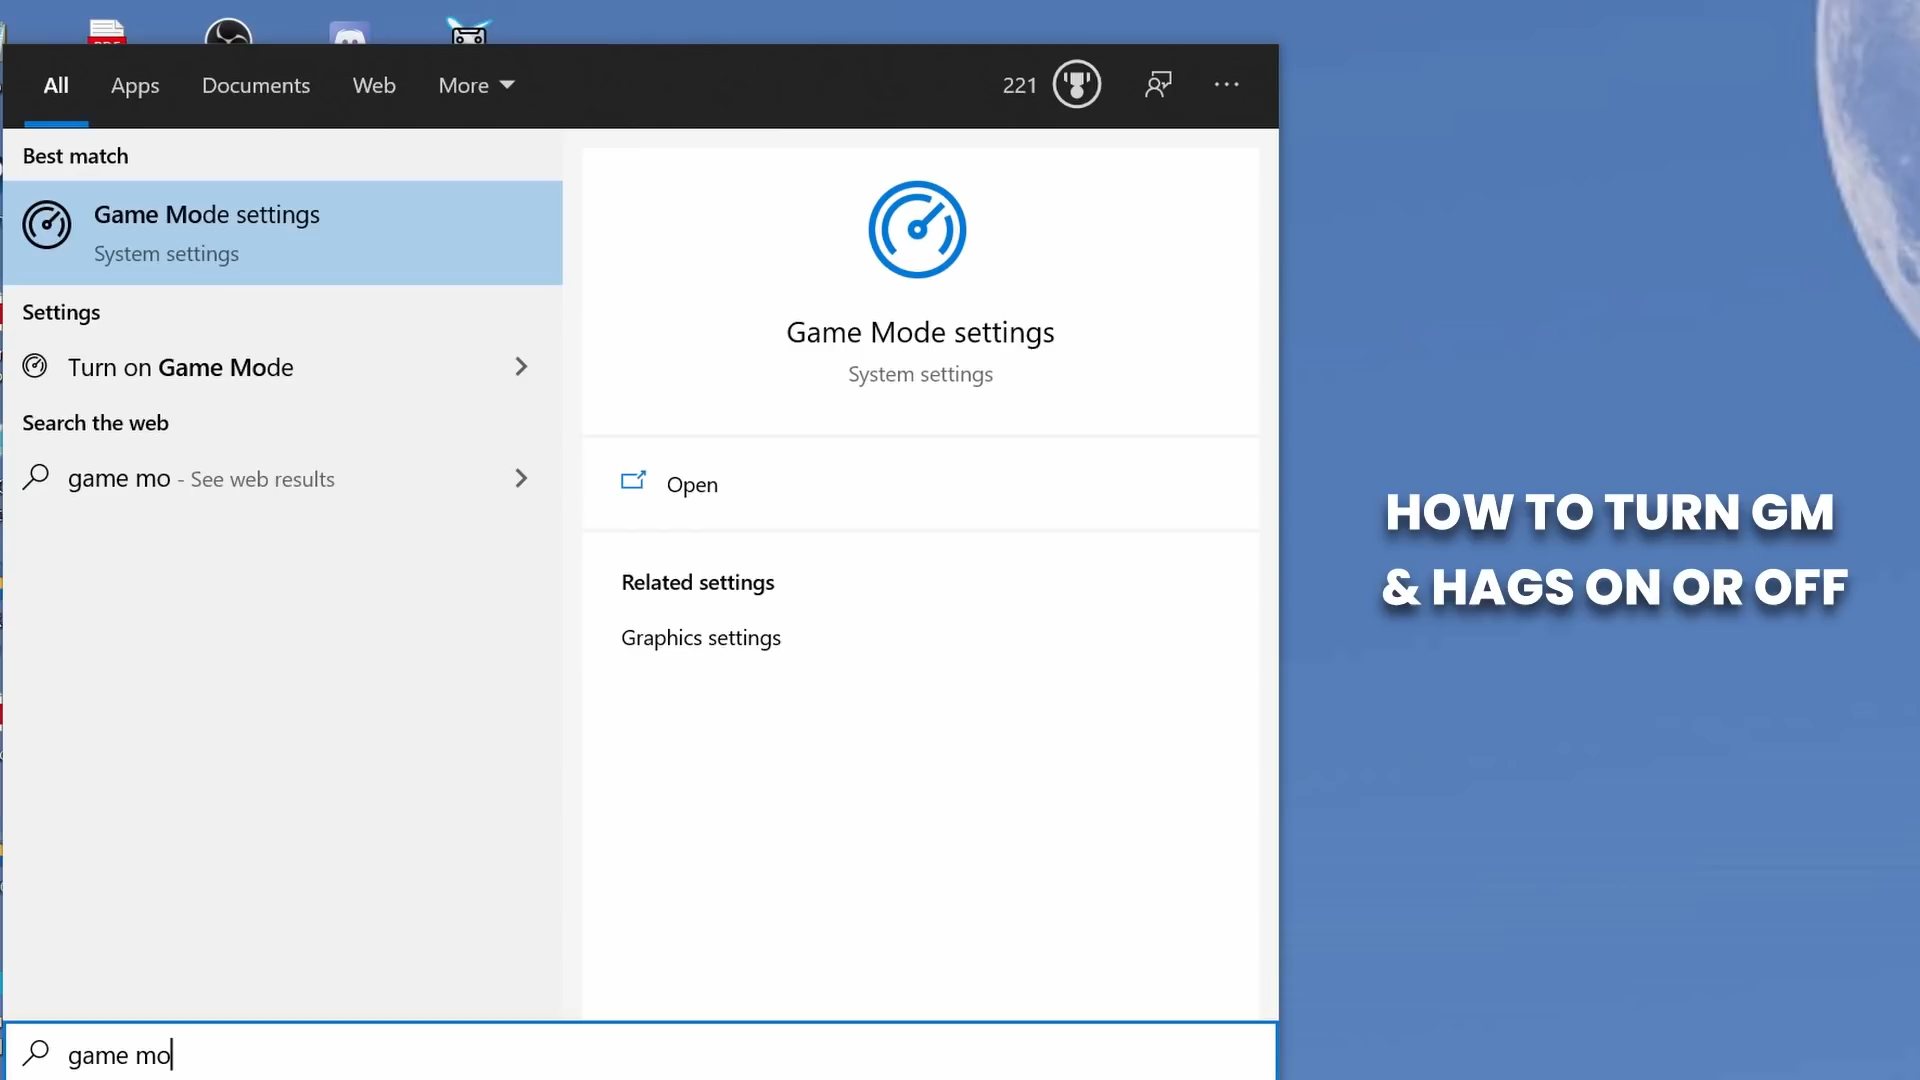 All
Apps
Documents
Web
More
221
Best match
Game Mode settings
System settings
Settings
Turn on Game Mode
Search the web
game mo - See web results
Game Mode settings
System settings
Open
Related settings
Graphics settings
HOW TO TURN GM
& HAGS ON OR OFF
game mo